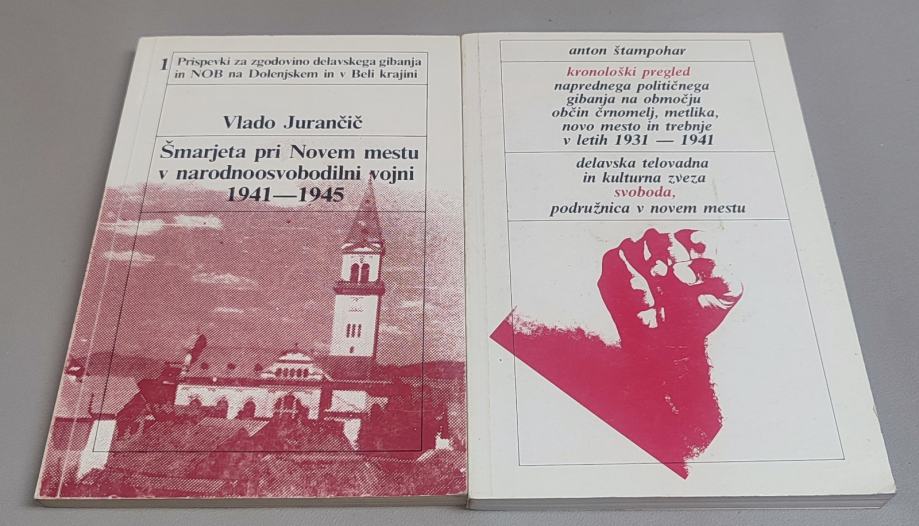 1
Prispevki za zgodovino delavskega gibanja
in NOB na Dolenjskem in v Beli krajini
Vlado Jurančič
Šmarjeta pri Novem mestu
v narodnoosvobodilni vojni
1941—1945
anton štampohar
kronološki pregled
naprednega političnega
gibanja na območju
občin črnomelj, metlika,
novo mesto in trebnje
v letih 1931 — 1941
delavska telovadna
in kulturna zveza
svoboda,
podružnica v novem mestu